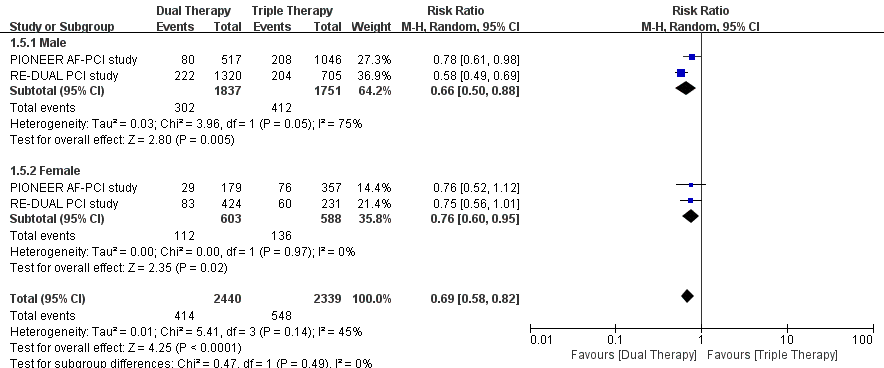 Dual Therapy Triple Therapy Risk Ratio Risk Ratio
Study or Subgroup Events Total Events Total Weight M-H, Random, 95% CI M-H, Random, 95% CI
1.5.1 Male
PIONEER AF-PCI study 80 517 208 1046 27.3% 0.78 [0.61, 0.98]
RE-DUAL PCI study 222 1320 204 705 36.9% 0.58 [0.49, 0.69]
Subtotal (95% CI) 1837 1751 64.2% 0.66 [0.50, 0.88]
Total events 302 412
Heterogeneity: Tau² = 0.03; Chi² = 3.96, df = 1 (P = 0.05); I² = 75%
Test for overall effect: Z = 2.80 (P = 0.005)
1.5.2 Female
PIONEER AF-PCI study 29 179 76 357 14.4% 0.76 [0.52, 1.12]
RE-DUAL PCI study 83 424 60 231 21.4% 0.75 [0.56, 1.01]
Subtotal (95% CI) 603 588 35.8% 0.76 [0.60, 0.95]
Total events 112 136
Heterogeneity: Tau² = 0.00; Chi² = 0.00, df = 1 (P = 0.97); I² = 0%
Test for overall effect: Z = 2.35 (P = 0.02)
Total (95% CI) 2440 2339 100.0% 0.69 [0.58, 0.82]
Total events 414 548
Heterogeneity: Tau² = 0.01; Chi² = 5.41, df = 3 (P = 0.14); I² = 45%
Test for overall effect: Z = 4.25 (P < 0.0001)
Test for subgroup differences: Chi² = 0.47, df = 1 (P = 0.49), I² = 0%
0.01 0.1 1 10 100
Favours [Dual Therapy] Favours [Triple Therapy]